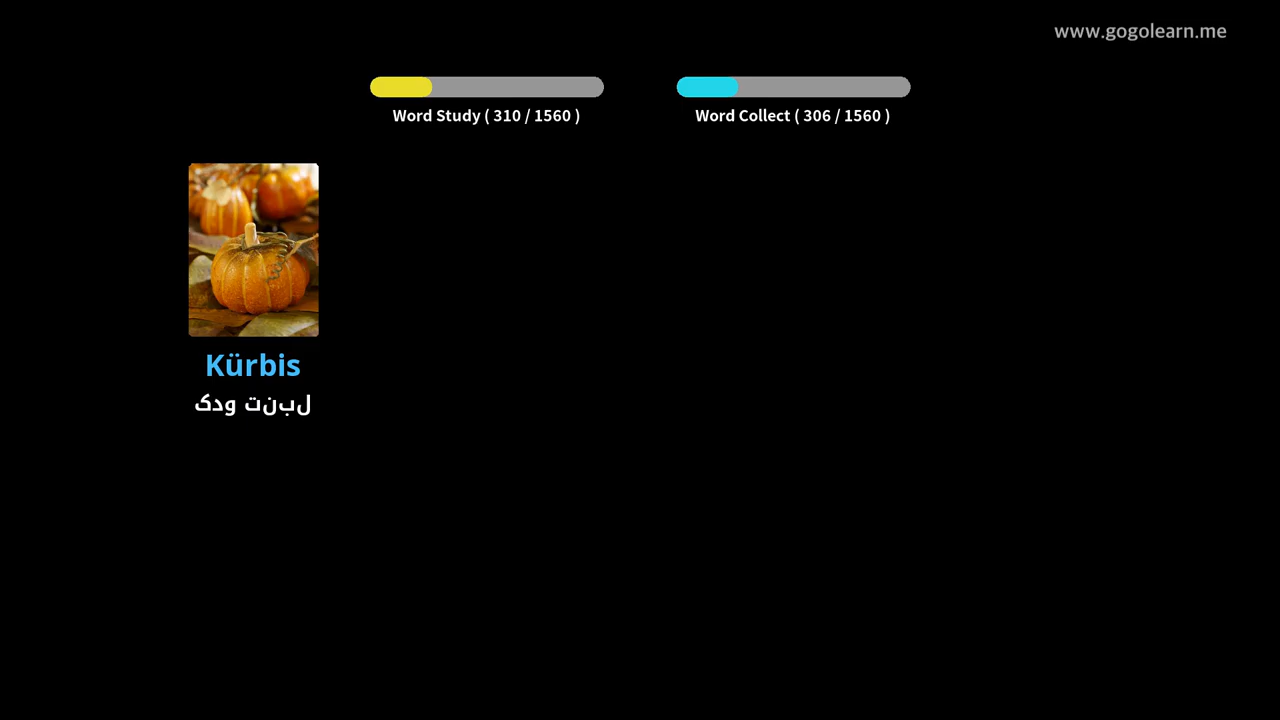 www.gogolearn.me
Word Study ( 310 / 1560 )
Word Collect ( 306 / 1560 )
Kürbis
کدو تنبل